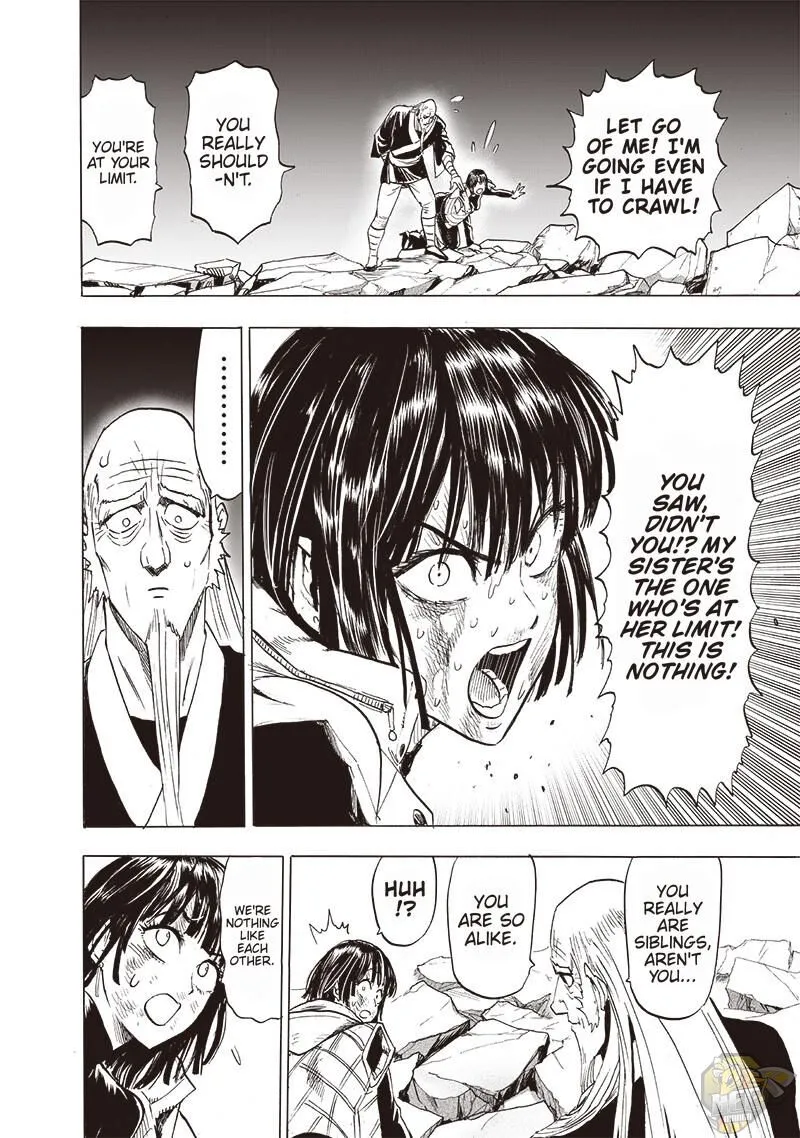 LET GO
OF ME! I'M
GOING EVEN
IF I HAVE
TO CRAWL!
YOU
REALLY
SHOULD
-N'T.
YOU'RE
AT YOUR
LIMIT.
YOU
SAW,
DIDN'T
YOU!? MY
SISTER'S
THE ONE
WHO'S AT
HER LIMIT!
THIS IS
NOTHING!
..........
YOU
REALLY
ARE
SIBLINGS,
AREN'T
YOU...
YOU
ARE SO
ALIKE.
HUH
!?
WE'RE
NOTHING
LIKE
EACH
OTHER.